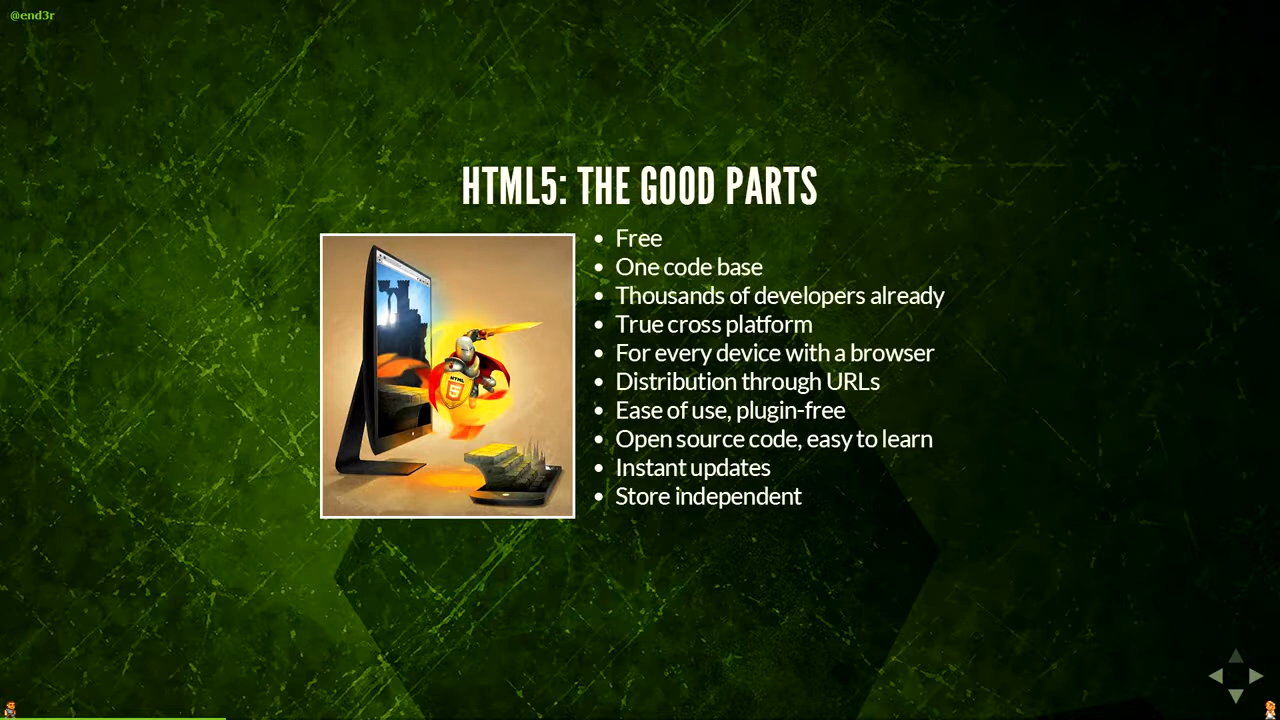 @end3r
HTML5: THE GOOD PARTS
Free
One code base
Thousands of developers already
True cross platform
For every device with a browser
Distribution through URLs
Ease of use, plugin-free
Open source code, easy to learn
Instant updates
Store independent
HTML
5